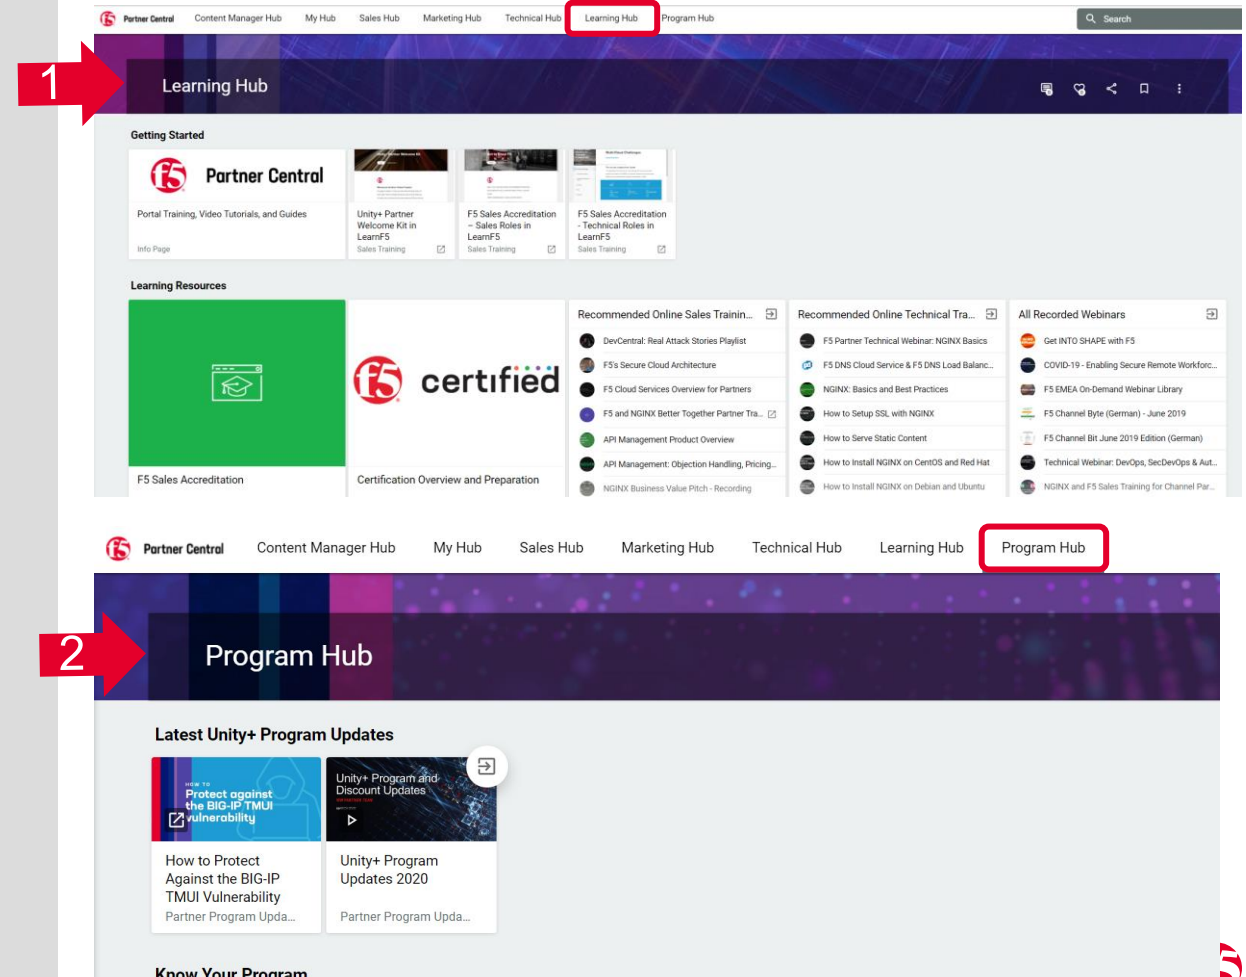 f5 Partner Central Content Manager Hub My Hub Sales Hub Marketing Hub Technical Hub Learning Hub Program Hub Search
1
Learning Hub
Getting Started
f5 Partner Central
Portal Training, Video Tutorials, and Guides
Info Page
Unity+ Partner
Welcome Kit in
LearnF5
Sales Training
F5 Sales Accreditation
– Sales Roles in
LearnF5
Sales Training
F5 Sales Accreditation
- Technical Roles in
LearnF5
Sales Training
Learning Resources
F5 Sales Accreditation
f5 certified
Certification Overview and Preparation
Recommended Online Sales Trainin...
DevCentral: Real Attack Stories Playlist
F5's Secure Cloud Architecture
F5 Cloud Services Overview for Partners
F5 and NGINX Better Together Partner Tra...
API Management Product Overview
API Management: Objection Handling, Pricing...
NGINX Business Value Pitch - Recording
Recommended Online Technical Tra...
F5 Partner Technical Webinar: NGINX Basics
F5 DNS Cloud Service & F5 DNS Load Balanc...
NGINX: Basics and Best Practices
How to Setup SSL with NGINX
How to Serve Static Content
How to Install NGINX on CentOS and Red Hat
How to Install NGINX on Debian and Ubuntu
All Recorded Webinars
Get INTO SHAPE with F5
COVID-19 - Enabling Secure Remote Workforc...
F5 EMEA On-Demand Webinar Library
F5 Channel Byte (German) - June 2019
F5 Channel Bit June 2019 Edition (German)
Technical Webinar: DevOps, SecDevOps & Aut...
NGINX and F5 Sales Training for Channel Par...
f5 Partner Central Content Manager Hub My Hub Sales Hub Marketing Hub Technical Hub Learning Hub Program Hub
2
Program Hub
Latest Unity+ Program Updates
HOW TO
Protect against
the BIG-IP TMUI
vulnerability
How to Protect
Against the BIG-IP
TMUI Vulnerability
Partner Program Upda...
Unity+ Program and
Discount Updates
Unity+ Program
Updates 2020
Partner Program Upda...
Know Your Program